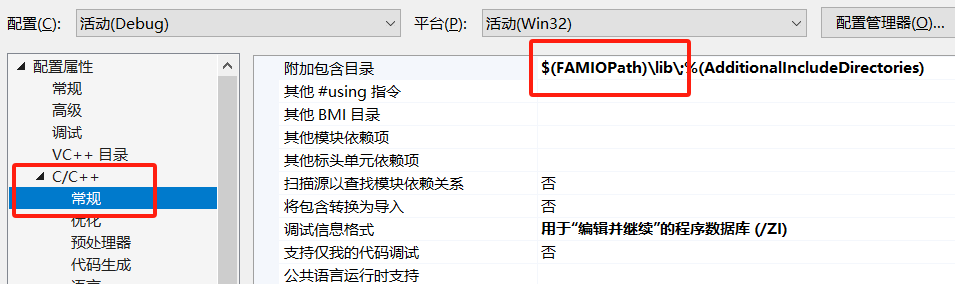 配置(C): 活动(Debug) 平台(P): 活动(Win32) 配置管理器(O)...
配置属性
常规
高级
调试
VC++ 目录
C/C++
常规
优化
预处理器
代码生成
语言
附加包含目录 $(FAMIOPath)\lib\;%(AdditionalIncludeDirectories)
其他 #using 指令
其他 BMI 目录
其他模块依赖项
其他标头单元依赖项
扫描源以查找模块依赖关系 否
将包含转换为导入 否
调试信息格式 用于“编辑并继续”的程序数据库 (/ZI)
支持仅我的代码调试 否
公共语言运行时支持